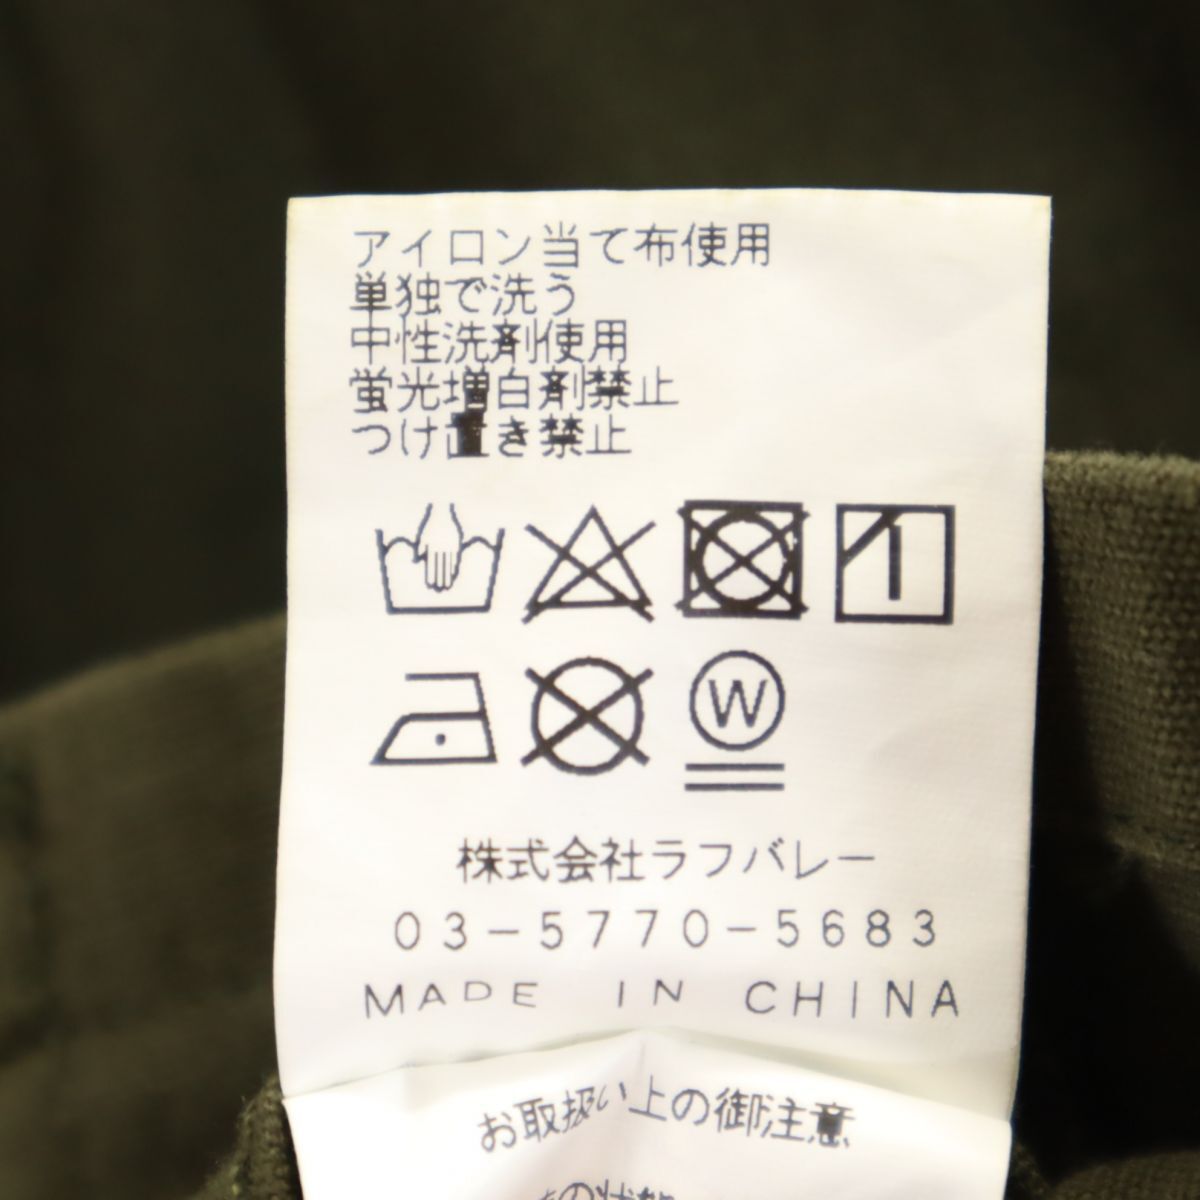 アイロン当て布使用
単独で洗う
中性洗剤使用
蛍光増白剤禁止
つけ置き禁止
W
株式会社ラフバレー
03-5770-5683
MADE IN CHINA
お取扱い上の御注意
の状態